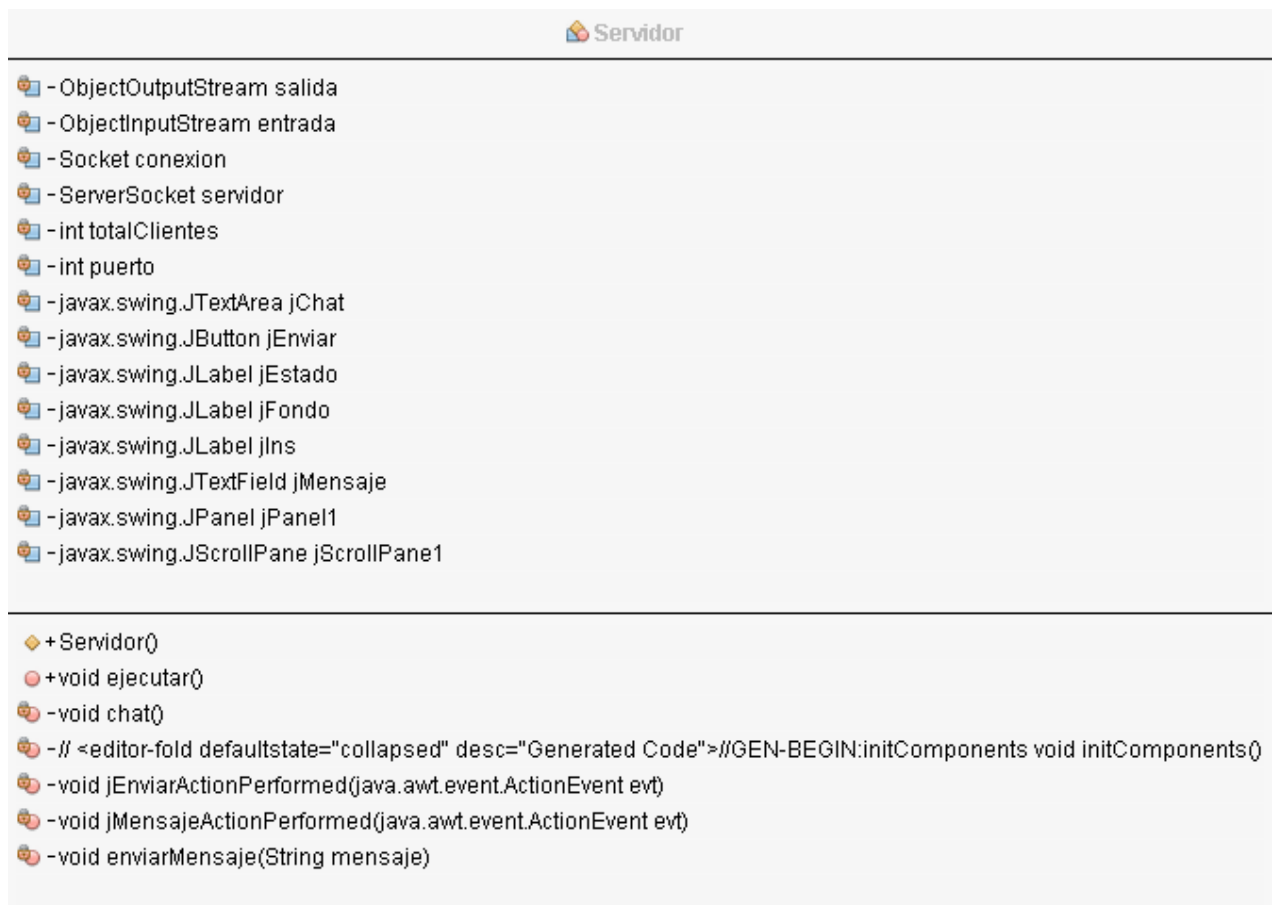 Servidor
-ObjectOutputStream salida
-ObjectInputStream entrada
-Socket conexion
-ServerSocket servidor
-int totalClientes
-int puerto
-javax.swing.JTextArea jChat
-javax.swing.JButton jEnviar
-javax.swing.JLabel jEstado
-javax.swing.JLabel jFondo
-javax.swing.JLabel jIns
-javax.swing.JTextField jMensaje
-javax.swing.JPanel jPanel1
-javax.swing.JScrollPane jScrollPane1
+Servidor()
+void ejecutar()
-void chat()
-// <editor-fold defaultstate="collapsed" desc="Generated Code">//GEN-BEGIN:initComponents void initComponents()
-void jEnviarActionPerformed(java.awt.event.ActionEvent evt)
-void jMensajeActionPerformed(java.awt.event.ActionEvent evt)
-void enviarMensaje(String mensaje)